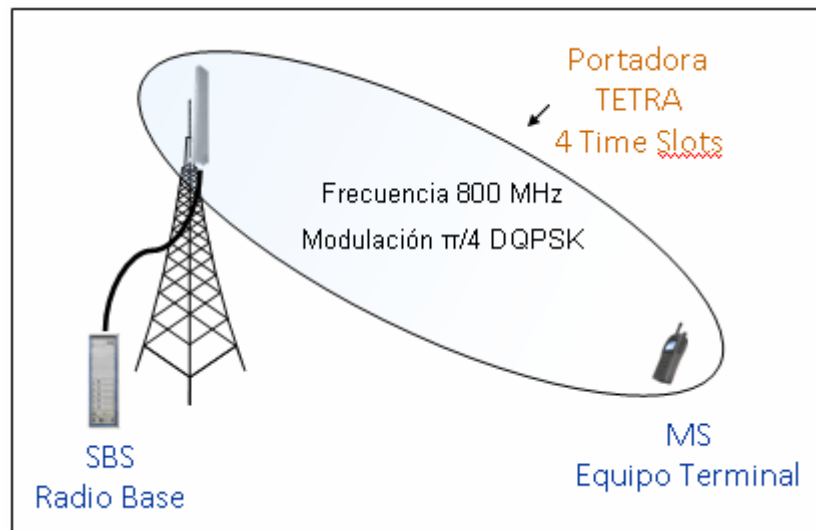 Portadora
TETRA
4 Time Slots
Frecuencia 800 MHz
Modulación π/4 DQPSK
SBS
Radio Base
MS
Equipo Terminal